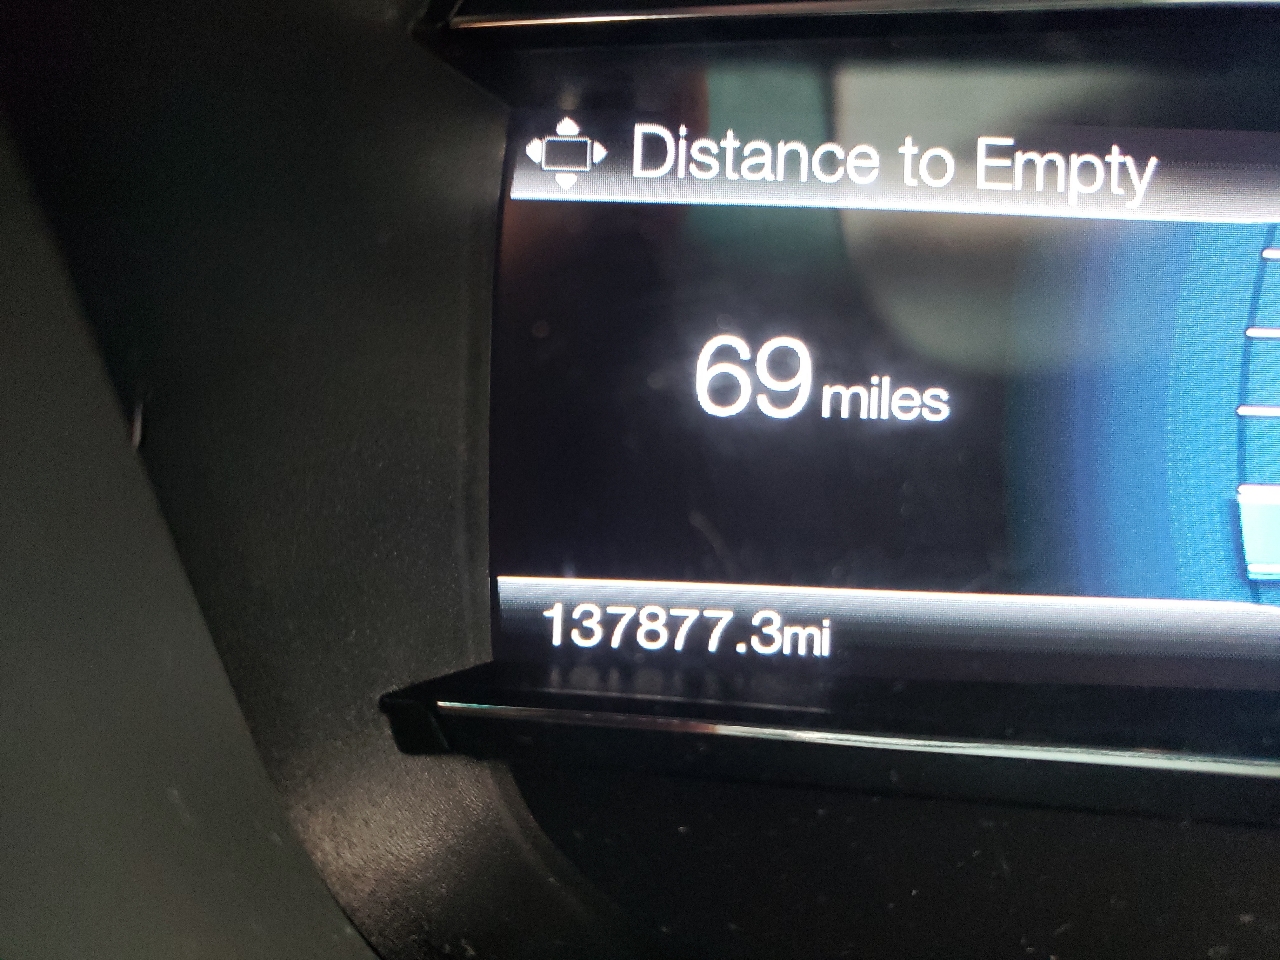 Distance to Empty
69 miles
137877.3mi